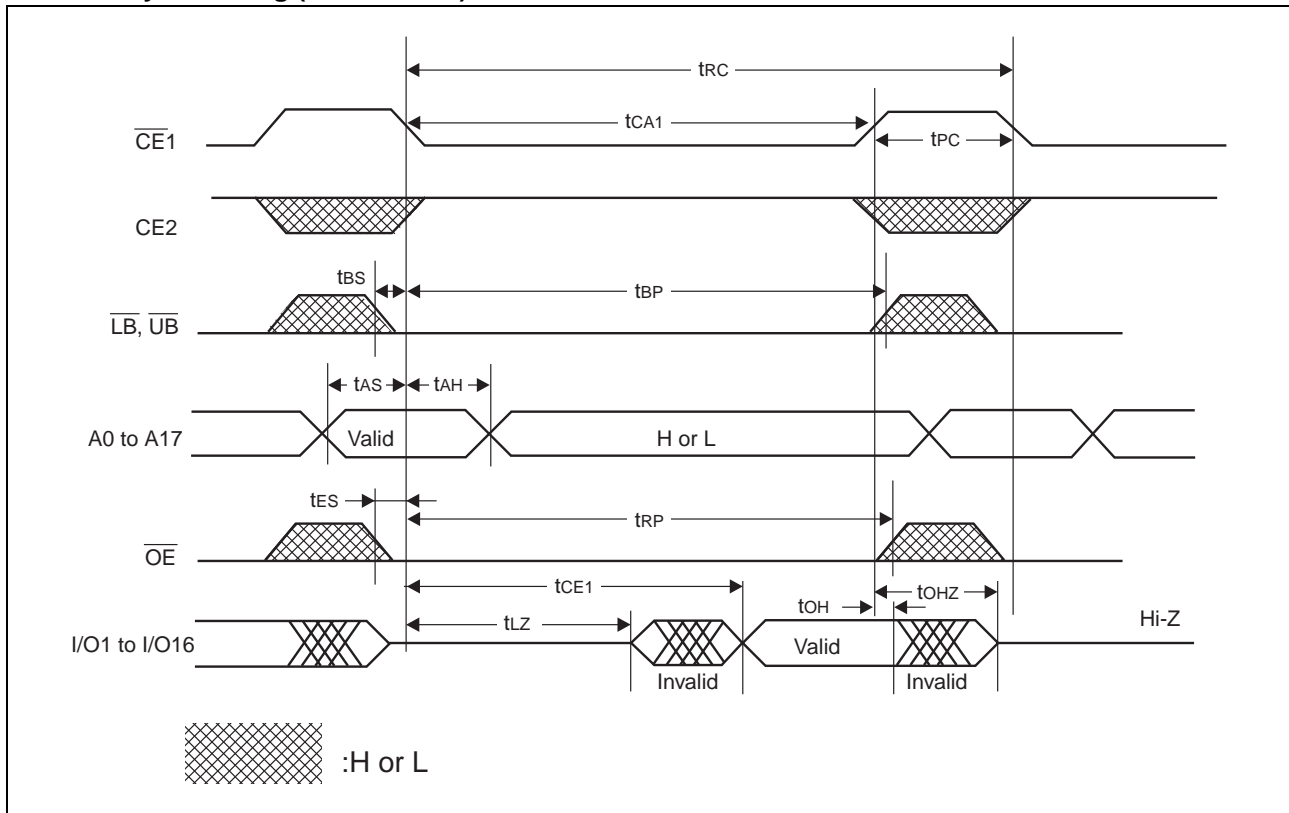 tRC
CE1
tCA1
tPC
CE2
tBS
tBP
LB, UB
tAS
tAH
A0 to A17
Valid
H or L
tES
tRP
OE
tCE1
tOH
tOHZ
tLZ
Hi-Z
I/O1 to I/O16
Valid
Invalid
Invalid
:H or L